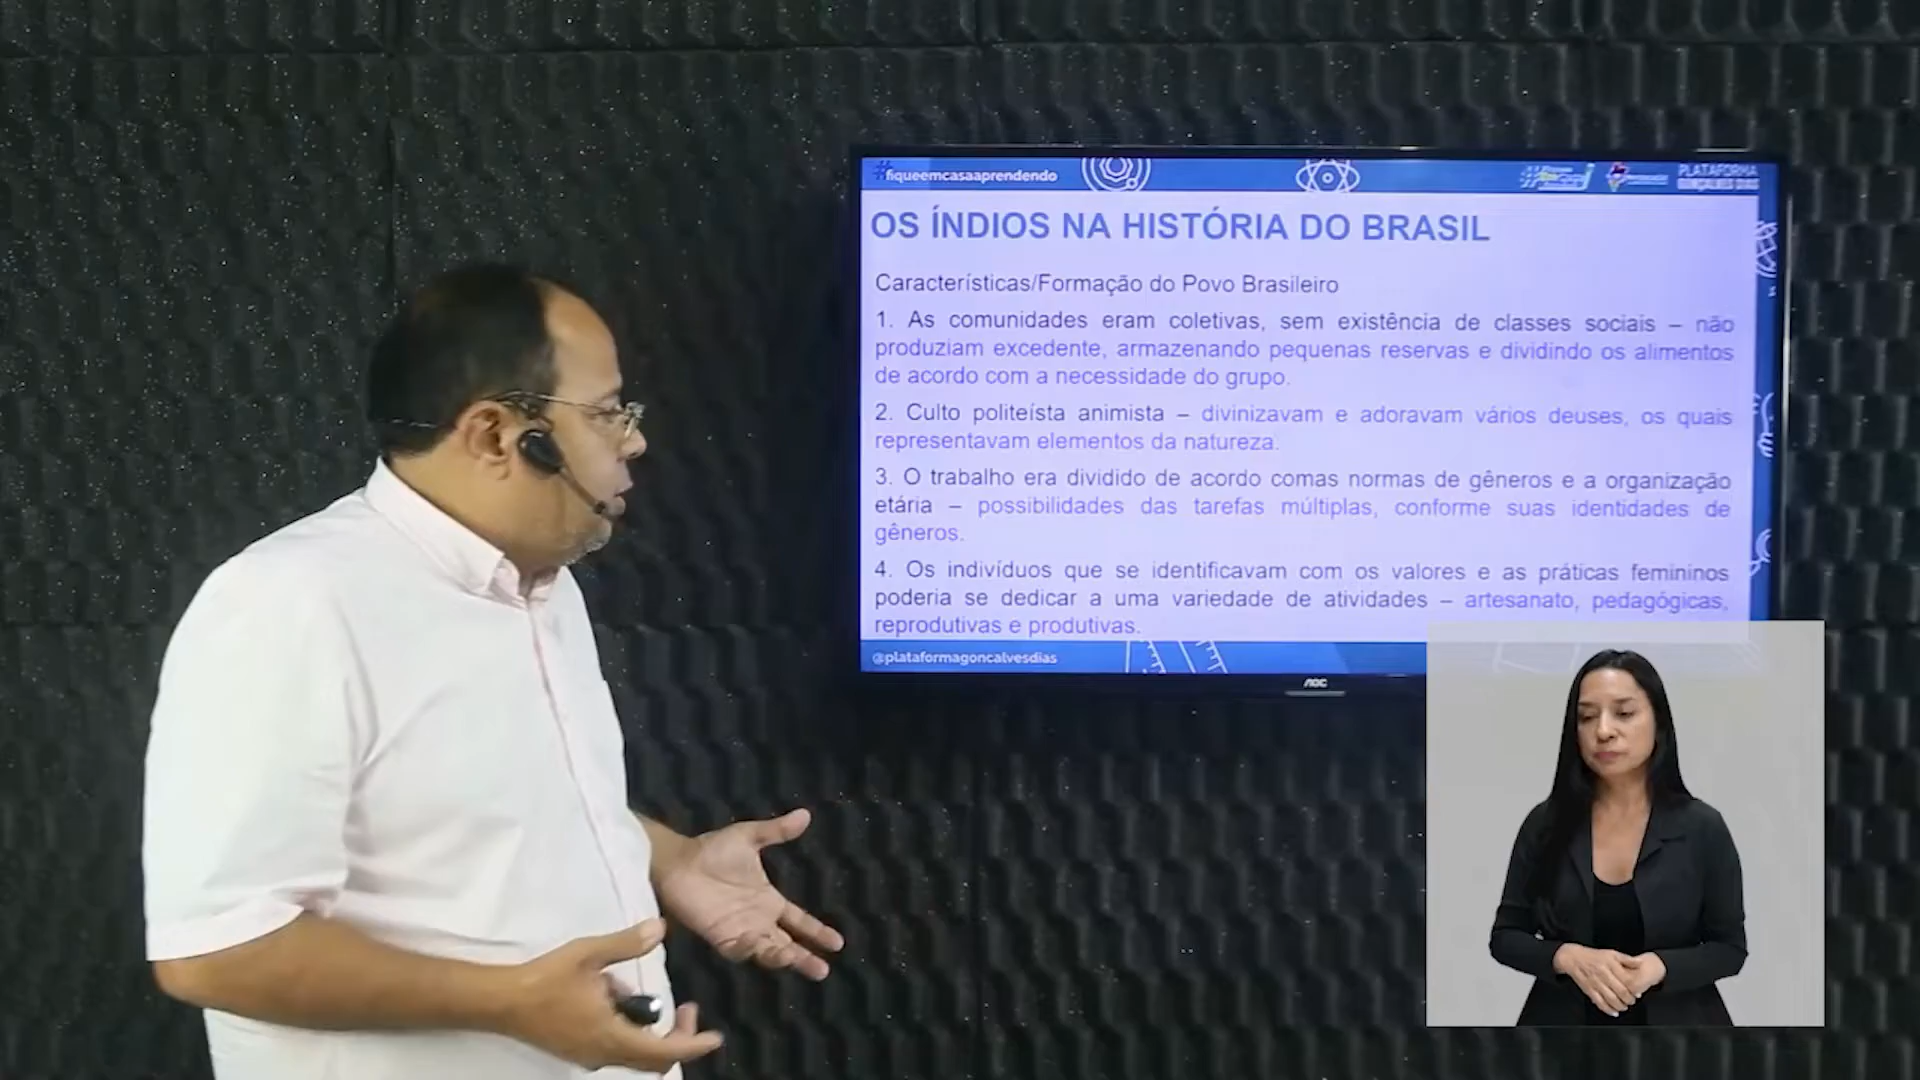 #fiqueemcasaaprendendo
PLATAFORMA
GONÇALVES DIAS
OS ÍNDIOS NA HISTÓRIA DO BRASIL
Características/Formação do Povo Brasileiro
1. As comunidades eram coletivas, sem existência de classes sociais – não
produziam excedente, armazenando pequenas reservas e dividindo os alimentos
de acordo com a necessidade do grupo.
2. Culto politeísta animista – divinizavam e adoravam vários deuses, os quais
representavam elementos da natureza.
3. O trabalho era dividido de acordo comas normas de gêneros e a organização
etária – possibilidades das tarefas múltiplas, conforme suas identidades de
gêneros.
4. Os indivíduos que se identificavam com os valores e as práticas femininos
poderia se dedicar a uma variedade de atividades – artesanato, pedagógicas,
reprodutivas e produtivas.
@plataformagoncalvesdias
AOC